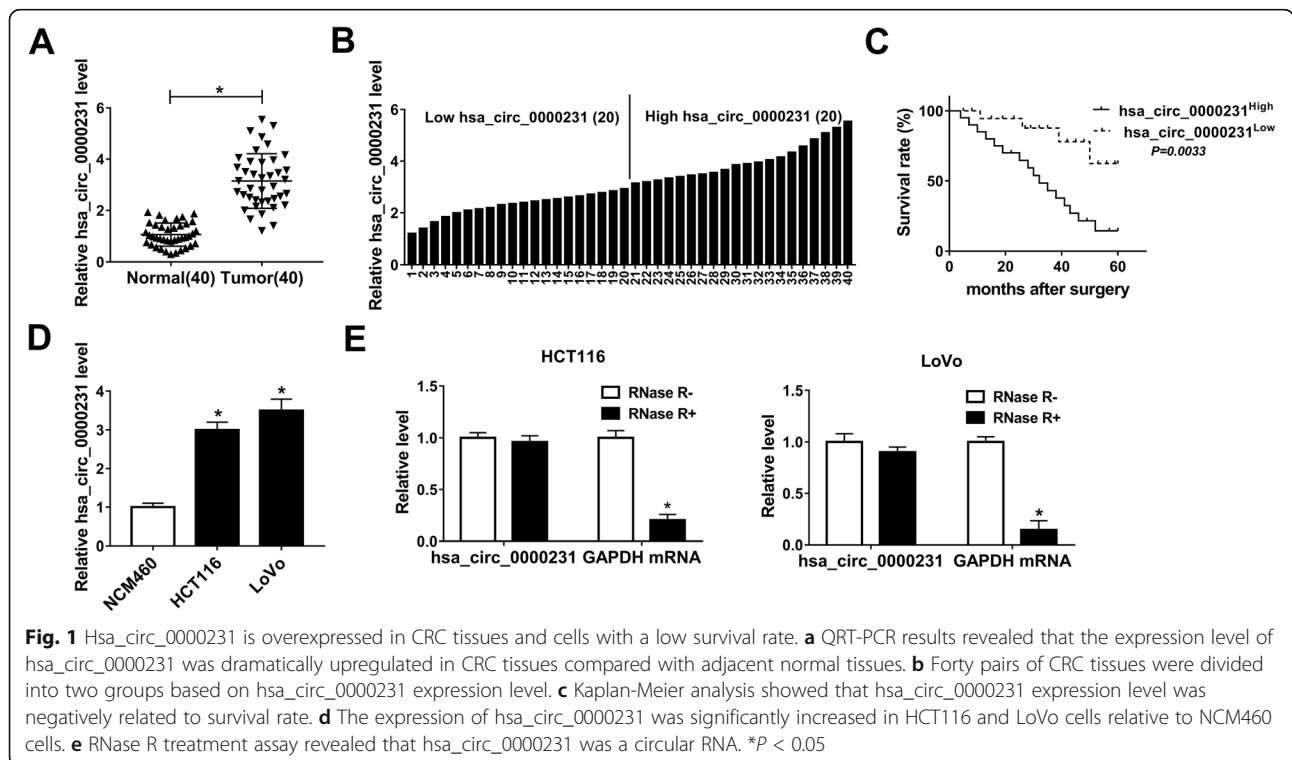 A
Relative hsa_circ_0000231 level
6
4
2
0
*
Normal(40) Tumor(40)
B
Relative hsa_circ_0000231 level
6
4
2
0
Low hsa_circ_0000231 (20)
High hsa_circ_0000231 (20)
1 2 3 4 5 6 7 8 9 10 11 12 13 14 15 16 17 18 19 20 21 22 23 24 25 26 27 28 29 30 31 32 33 34 35 36 37 38 39 40
C
Survival rate (%)
100
50
0
hsa_circ_0000231High
hsa_circ_0000231Low
P=0.0033
0 20 40 60 80
months after surgery
D
Relative hsa_circ_0000231 level
4
3
2
1
0
*
*
NCM460 HCT116 LoVo
E
HCT116
Relative level
1.5
1.0
0.5
0.0
RNase R-
RNase R+
*
hsa_circ_0000231 GAPDH mRNA
LoVo
Relative level
1.5
1.0
0.5
0.0
RNase R-
RNase R+
*
hsa_circ_0000231 GAPDH mRNA
Fig. 1 Hsa_circ_0000231 is overexpressed in CRC tissues and cells with a low survival rate. a QRT-PCR results revealed that the expression level of
hsa_circ_0000231 was dramatically upregulated in CRC tissues compared with adjacent normal tissues. b Forty pairs of CRC tissues were divided
into two groups based on hsa_circ_0000231 expression level. c Kaplan-Meier analysis showed that hsa_circ_0000231 expression level was
negatively related to survival rate. d The expression of hsa_circ_0000231 was significantly increased in HCT116 and LoVo cells relative to NCM460
cells. e RNase R treatment assay revealed that hsa_circ_0000231 was a circular RNA. *P < 0.05